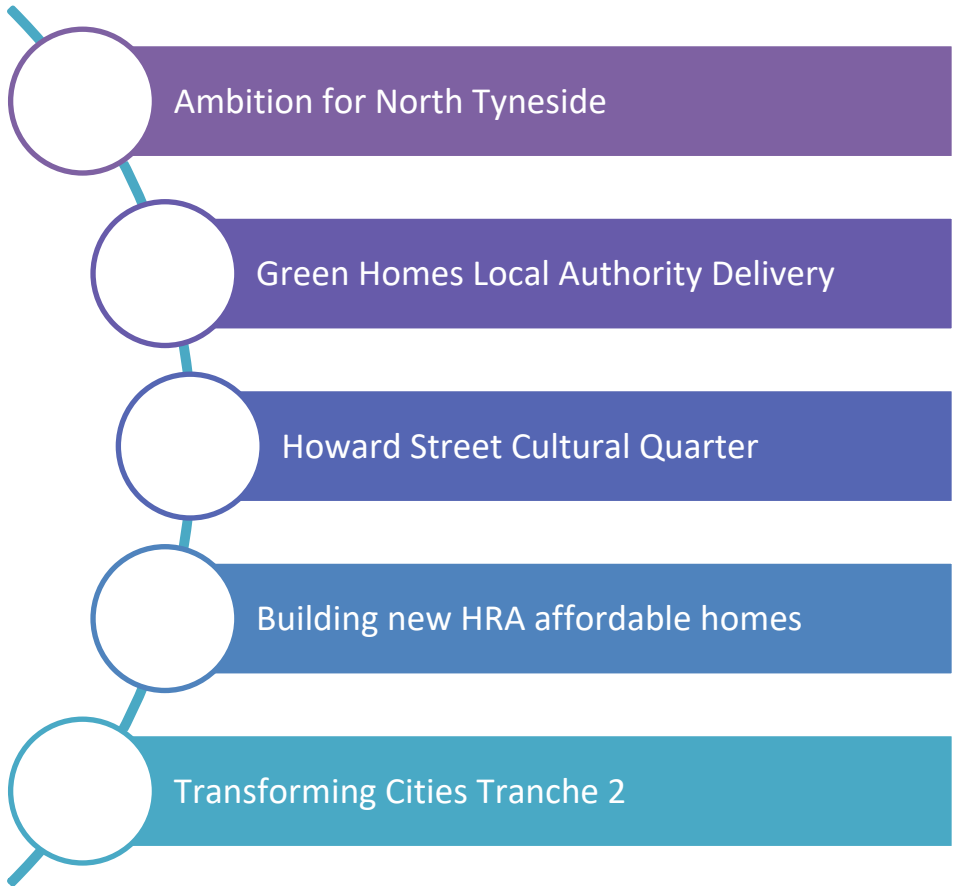 Ambition for North Tyneside
Green Homes Local Authority Delivery
Howard Street Cultural Quarter
Building new HRA affordable homes
Transforming Cities Tranche 2